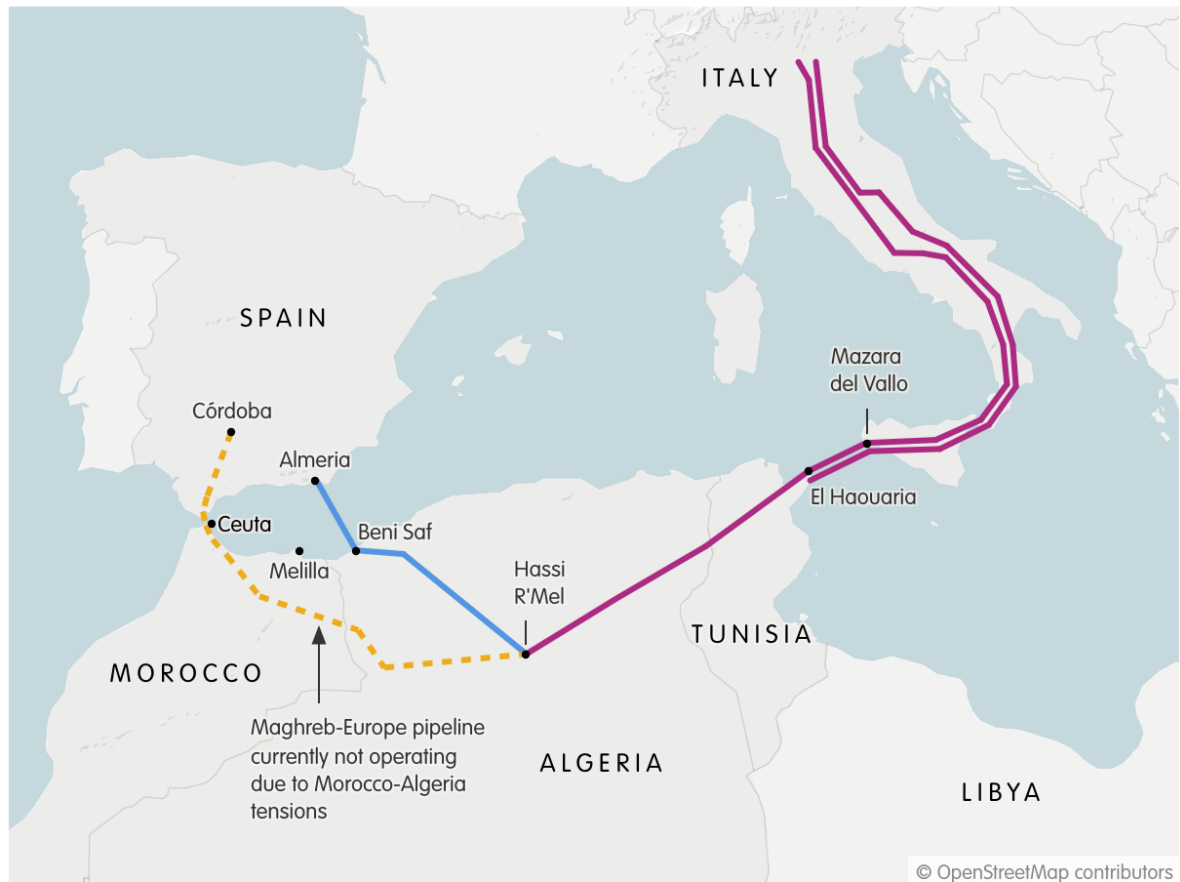 ITALY
SPAIN
Mazara
del Vallo
Córdoba
Almeria
El Haouaria
Ceuta
Beni Saf
Melilla
Hassi
R'Mel
TUNISIA
MOROCCO
Maghreb-Europe pipeline
currently not operating
due to Morocco-Algeria
tensions
ALGERIA
LIBYA
© OpenStreetMap contributors